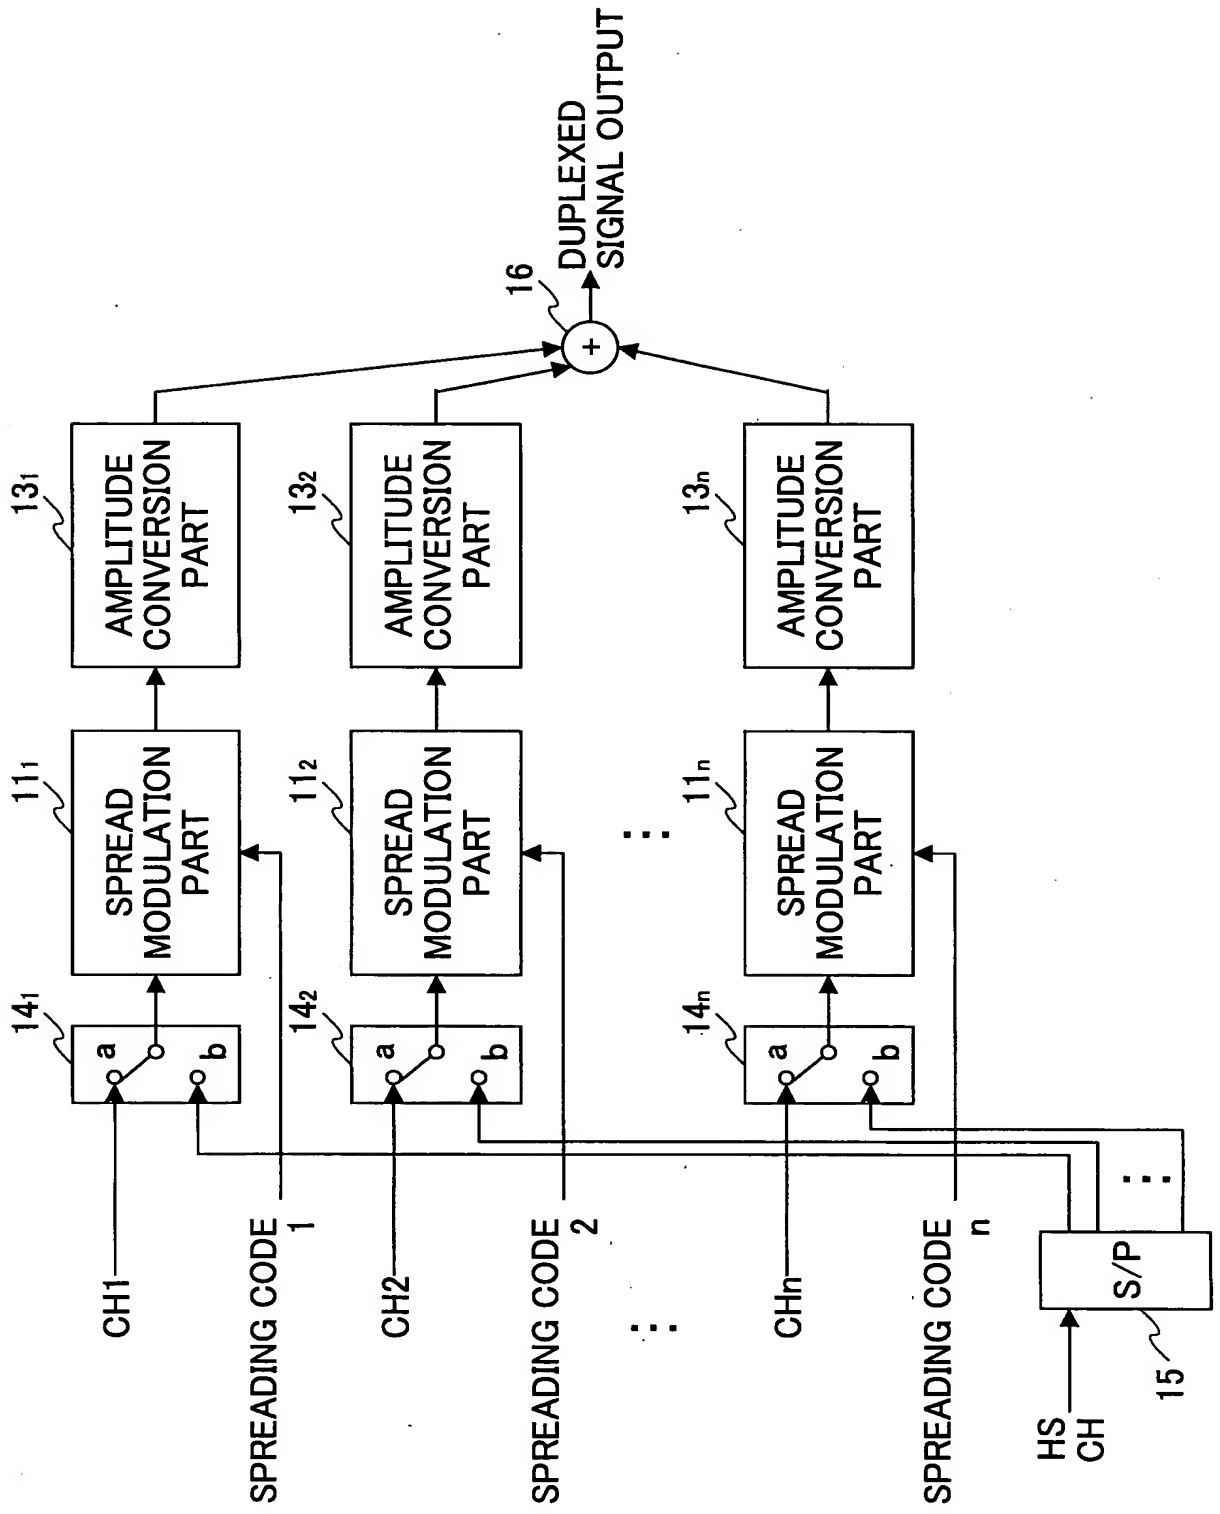 CH1
SPREADING CODE
1
14₁
a
b
11₁
SPREAD
MODULATION
PART
13₁
AMPLITUDE
CONVERSION
PART
CH2
SPREADING CODE
2
14₂
a
b
11₂
SPREAD
MODULATION
PART
13₂
AMPLITUDE
CONVERSION
PART
16
+
DUPLEXED
SIGNAL OUTPUT
...
...
CHn
SPREADING CODE
n
14ₙ
a
b
11ₙ
SPREAD
MODULATION
PART
13ₙ
AMPLITUDE
CONVERSION
PART
HS
CH
15
S/P
...